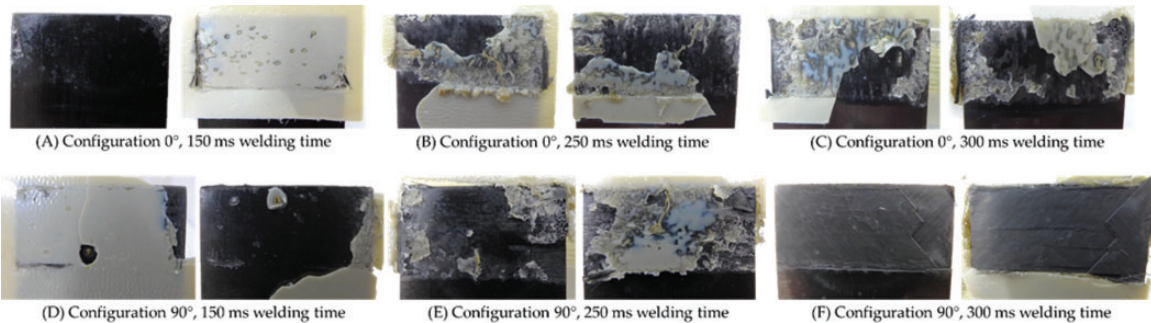 (A) Configuration 0°, 150 ms welding time
(B) Configuration 0°, 250 ms welding time
(C) Configuration 0°, 300 ms welding time
(D) Configuration 90°, 150 ms welding time
(E) Configuration 90°, 250 ms welding time
(F) Configuration 90°, 300 ms welding time